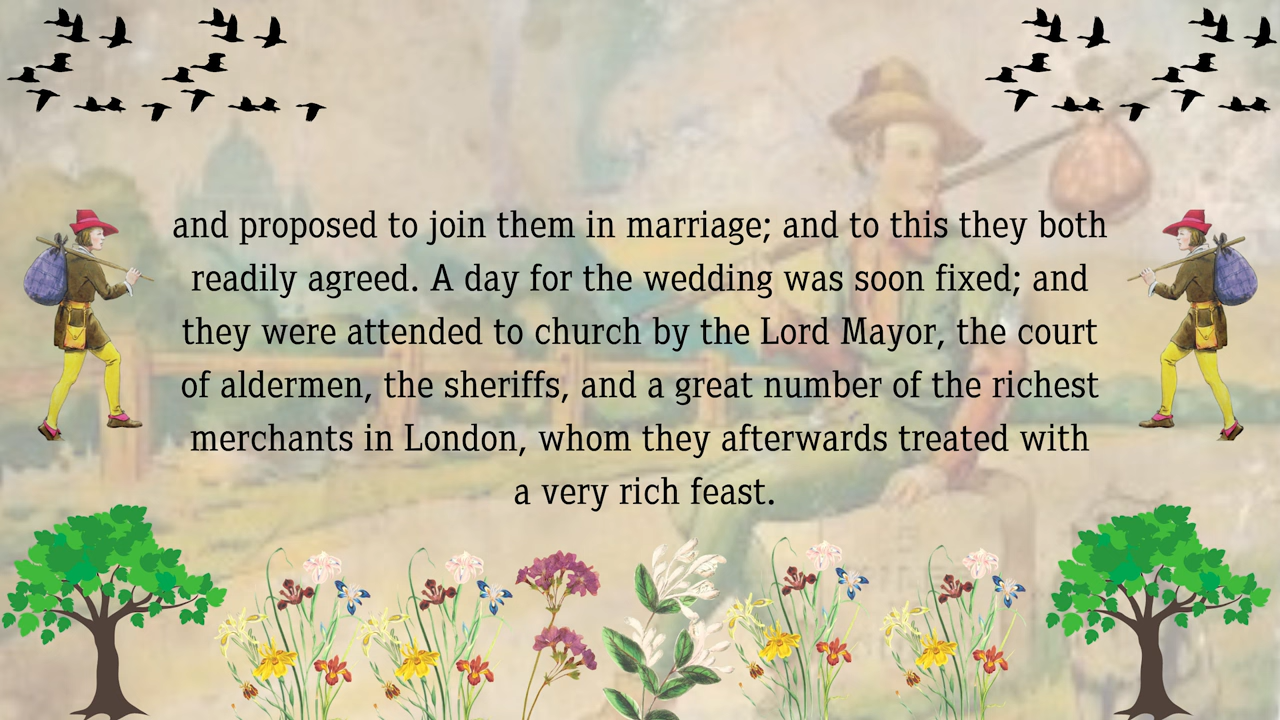 and proposed to join them in marriage; and to this they both
readily agreed. A day for the wedding was soon fixed; and
they were attended to church by the Lord Mayor, the court
of aldermen, the sheriffs, and a great number of the richest
merchants in London, whom they afterwards treated with
a very rich feast.